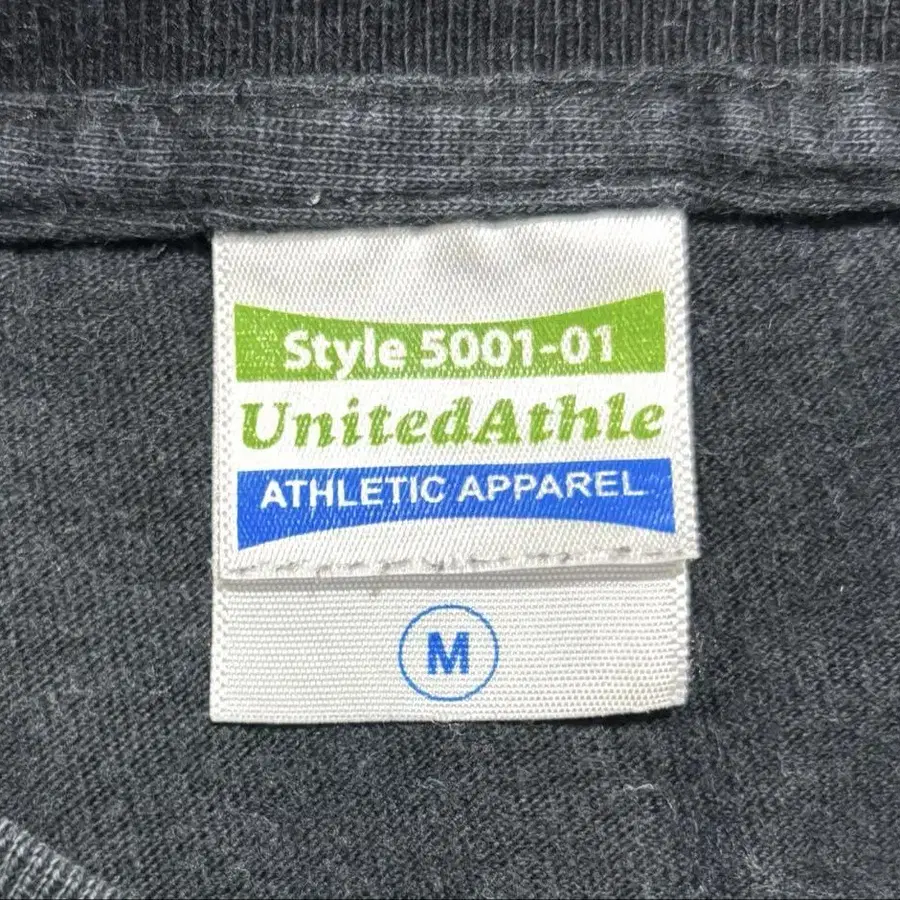 Style 5001-01
UnitedAthle
ATHLETIC APPAREL
M